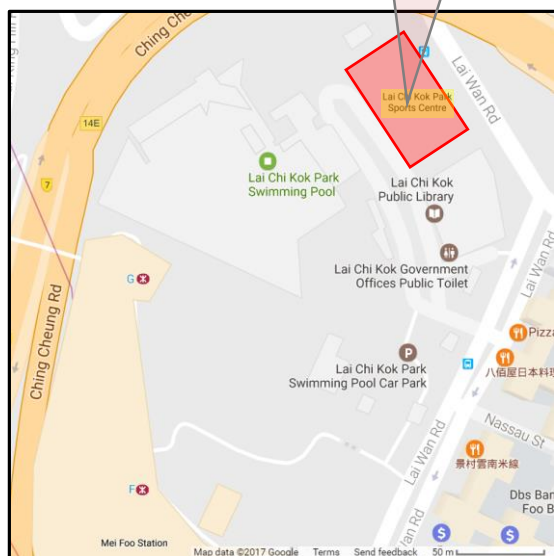 Ching Cheung Rd
Lai Wan Rd
Lai Chi Kok Park
Sports Centre
14E
7
Lai Chi Kok Park
Swimming Pool
Lai Chi Kok
Public Library
Lai Wan Rd
Lai Chi Kok Government
Offices Public Toilet
G
Ching Cheung Rd
Pizza
八佰屋日本料理
P
Lai Chi Kok Park
Swimming Pool Car Park
Nassau St
Lai Wan Rd
景村雲南米線
F
Dbs Ban
Foo B
$
$
Mei Foo Station
Map data ©2017 Google Terms Send feedback 50 m